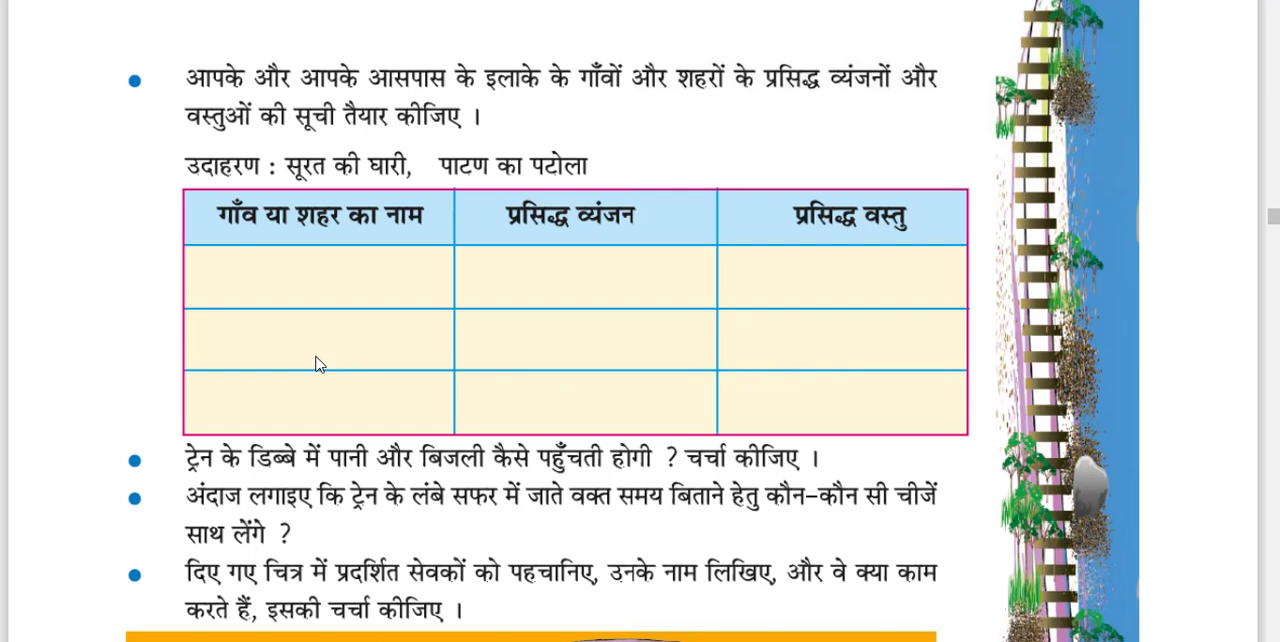 आपके और आपके आसपास के इलाके के गाँवों और शहरों के प्रसिद्ध व्यंजनों और
वस्तुओं की सूची तैयार कीजिए ।
उदाहरण : सूरत की घारी, पाटण का पटोला
गाँव या शहर का नाम प्रसिद्ध व्यंजन प्रसिद्ध वस्तु
ट्रेन के डिब्बे में पानी और बिजली कैसे पहुँचती होगी ? चर्चा कीजिए ।
अंदाज लगाइए कि ट्रेन के लंबे सफर में जाते वक्त समय बिताने हेतु कौन-कौन सी चीजें
साथ लेंगे ?
दिए गए चित्र में प्रदर्शित सेवकों को पहचानिए, उनके नाम लिखिए, और वे क्या काम
करते हैं, इसकी चर्चा कीजिए ।